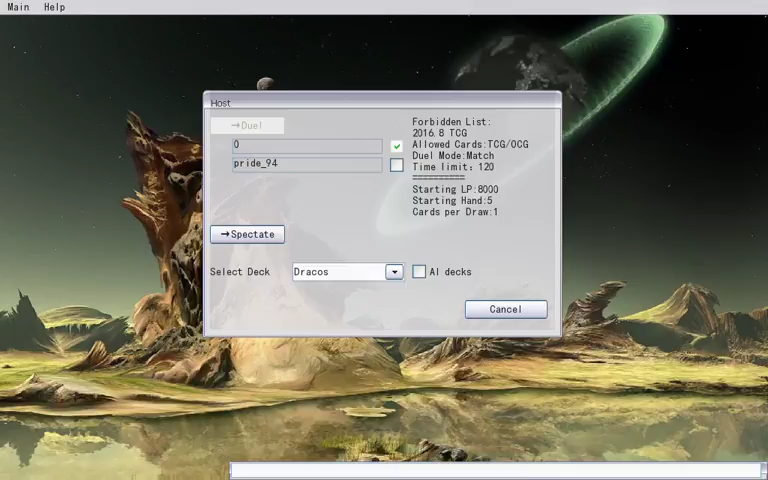 Main Help
Host
→Duel
0
pride_94
Forbidden List:
2016.8 TCG
Allowed Cards:TCG/OCG
Duel Mode:Match
Time limit: 120
==========
Starting LP:8000
Starting Hand:5
Cards per Draw:1
→Spectate
Select Deck Dracos AI decks
Cancel